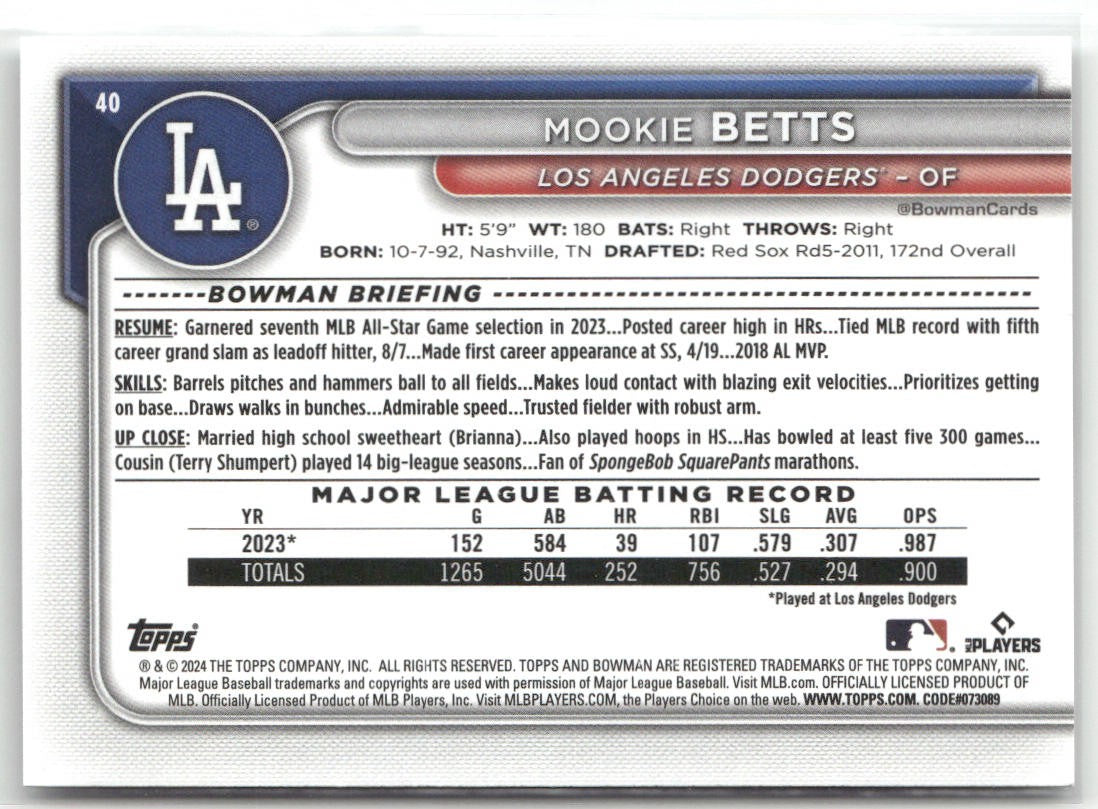 40
LA®
MOOKIE BETTS
LOS ANGELES DODGERS™ – OF
@BowmanCards
HT: 5'9" WT: 180 BATS: Right THROWS: Right
BORN: 10-7-92, Nashville, TN DRAFTED: Red Sox Rd5-2011, 172nd Overall
-------BOWMAN BRIEFING --------------------------------------------
RESUME: Garnered seventh MLB All-Star Game selection in 2023...Posted career high in HRs...Tied MLB record with fifth
career grand slam as leadoff hitter, 8/7...Made first career appearance at SS, 4/19...2018 AL MVP.
SKILLS: Barrels pitches and hammers ball to all fields...Makes loud contact with blazing exit velocities...Prioritizes getting
on base...Draws walks in bunches...Admirable speed...Trusted fielder with robust arm.
UP CLOSE: Married high school sweetheart (Brianna)...Also played hoops in HS...Has bowled at least five 300 games...
Cousin (Terry Shumpert) played 14 big-league seasons...Fan of SpongeBob SquarePants marathons.
MAJOR LEAGUE BATTING RECORD
YR G AB HR RBI SLG AVG OPS
2023* 152 584 39 107 .579 .307 .987
TOTALS 1265 5044 252 756 .527 .294 .900
*Played at Los Angeles Dodgers
topps
MLB PLAYERS
® & © 2024 THE TOPPS COMPANY, INC. ALL RIGHTS RESERVED. TOPPS AND BOWMAN ARE REGISTERED TRADEMARKS OF THE TOPPS COMPANY, INC.
Major League Baseball trademarks and copyrights are used with permission of Major League Baseball. Visit MLB.com. OFFICIALLY LICENSED PRODUCT OF
MLB. Officially Licensed Product of MLB Players, Inc. Visit MLBPLAYERS.COM, the Players Choice on the web. WWW.TOPPS.COM. CODE#073089